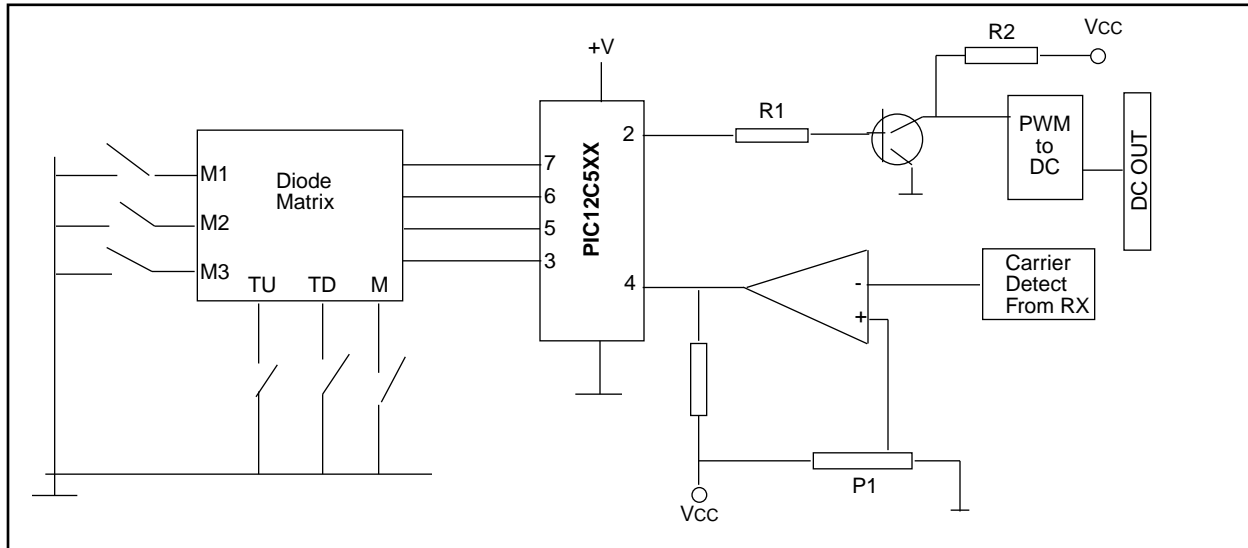 +V
R2
VCC
R1
2
PWM
to
DC
DC OUT
M1
M2
M3
Diode
Matrix
TU
TD
M
7
6
5
3
PIC12C5XX
4
-
+
Carrier
Detect
From RX
P1
VCC